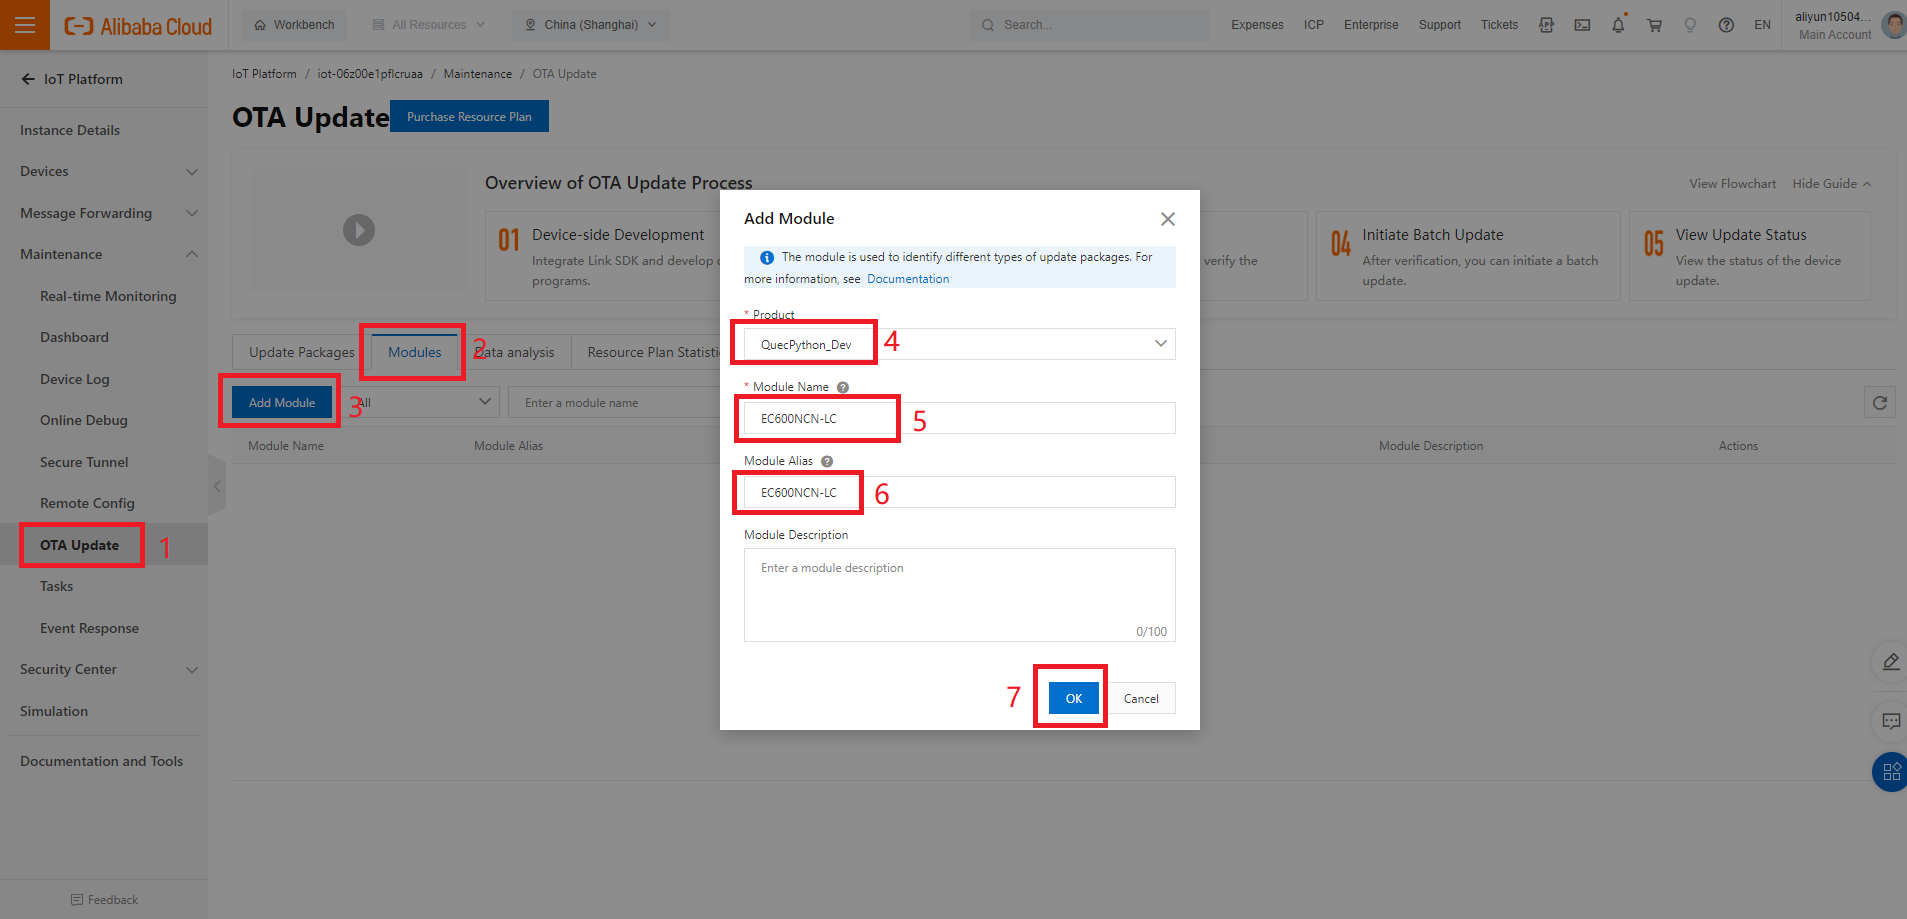 Alibaba Cloud
Workbench
All Resources
China (Shanghai)
Search...
Expenses
ICP
Enterprise
Support
Tickets
EN
aliyun10504...
Main Account
IoT Platform
Instance Details
Devices
Message Forwarding
Maintenance
Real-time Monitoring
Dashboard
Device Log
Online Debug
Secure Tunnel
Remote Config
OTA Update
1
Tasks
Event Response
Security Center
Simulation
Documentation and Tools
Feedback
IoT Platform / iot-06z00e1pflcruaa / Maintenance / OTA Update
OTA Update
Purchase Resource Plan
Overview of OTA Update Process
View Flowchart
Hide Guide
01 Device-side Development
Integrate Link SDK and develop
programs.
verify the
04 Initiate Batch Update
After verification, you can initiate a batch
update.
05 View Update Status
View the status of the device
update.
Update Packages
Modules
2
Data analysis
Resource Plan Statisti
Add Module
3
All
Enter a module name
Module Name
Module Alias
Module Description
Actions
Add Module
The module is used to identify different types of update packages. For
more information, see Documentation
* Product
QuecPython_Dev
4
* Module Name
EC600NCN-LC
5
Module Alias
EC600NCN-LC
6
Module Description
Enter a module description
0/100
7
OK
Cancel